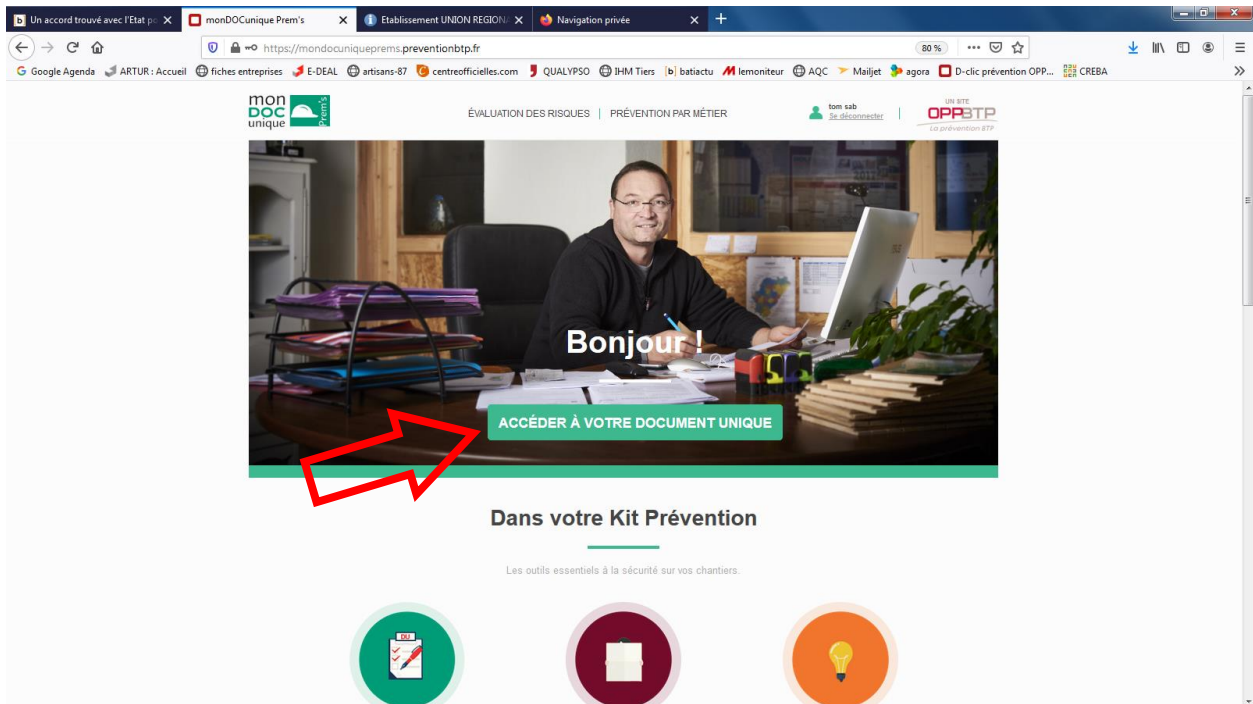 Un accord trouvé avec l'Etat po
monDOCunique Prem's
Etablissement UNION REGION
Navigation privée
https://mondocuniqueprems.preventionbtp.fr
80 %
Google Agenda
ARTUR : Accueil
fiches entreprises
E-DEAL
artisans-87
centreofficielles.com
QUALYPSO
IHM Tiers
batiactu
lemoniteur
AQC
Mailjet
agora
D-clic prévention OPP...
CREBA
mon
DOC
unique
Prem's
ÉVALUATION DES RISQUES | PRÉVENTION PAR MÉTIER
tom sab
Se déconnecter
UN SITE
OPPBTP
La prévention BTP
Bonjour !
ACCÉDER À VOTRE DOCUMENT UNIQUE
Dans votre Kit Prévention
Les outils essentiels à la sécurité sur vos chantiers.
DU